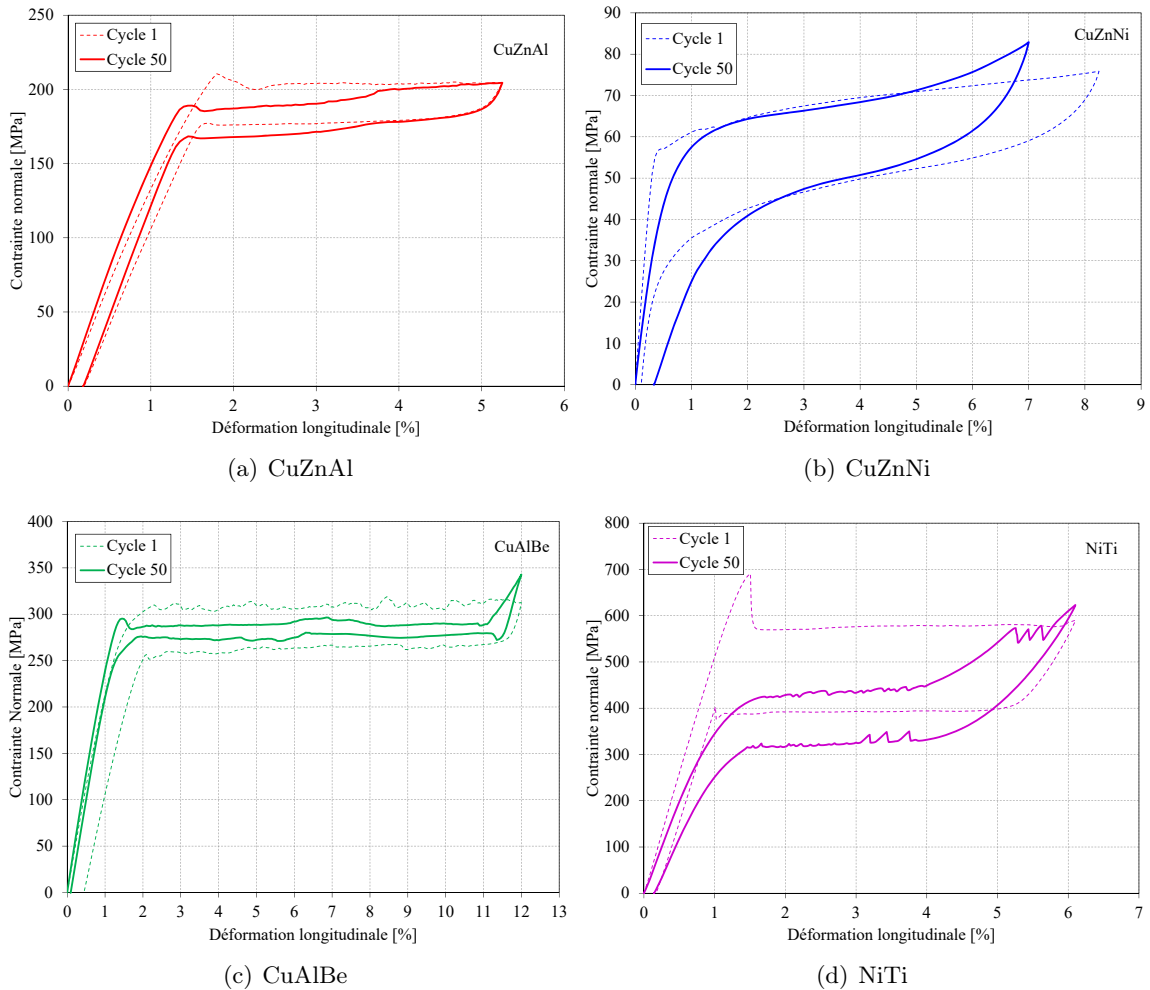 250
200
150
100
50
0
0 1 2 3 4 5 6
Contrainte normale [MPa]
Déformation longitudinale [%]
Cycle 1
Cycle 50
CuZnAl
(a) CuZnAl
90
80
70
60
50
40
30
20
10
0
0 1 2 3 4 5 6 7 8 9
Contrainte normale [MPa]
Déformation longitudinale [%]
Cycle 1
Cycle 50
CuZnNi
(b) CuZnNi
400
350
300
250
200
150
100
50
0
0 1 2 3 4 5 6 7 8 9 10 11 12 13
Contrainte Normale [MPa]
Déformation longitudinale [%]
Cycle 1
Cycle 50
CuAlBe
(c) CuAlBe
800
700
600
500
400
300
200
100
0
0 1 2 3 4 5 6 7
Contrainte normale [MPa]
Déformation longitudinale [%]
Cycle 1
Cycle 50
NiTi
(d) NiTi